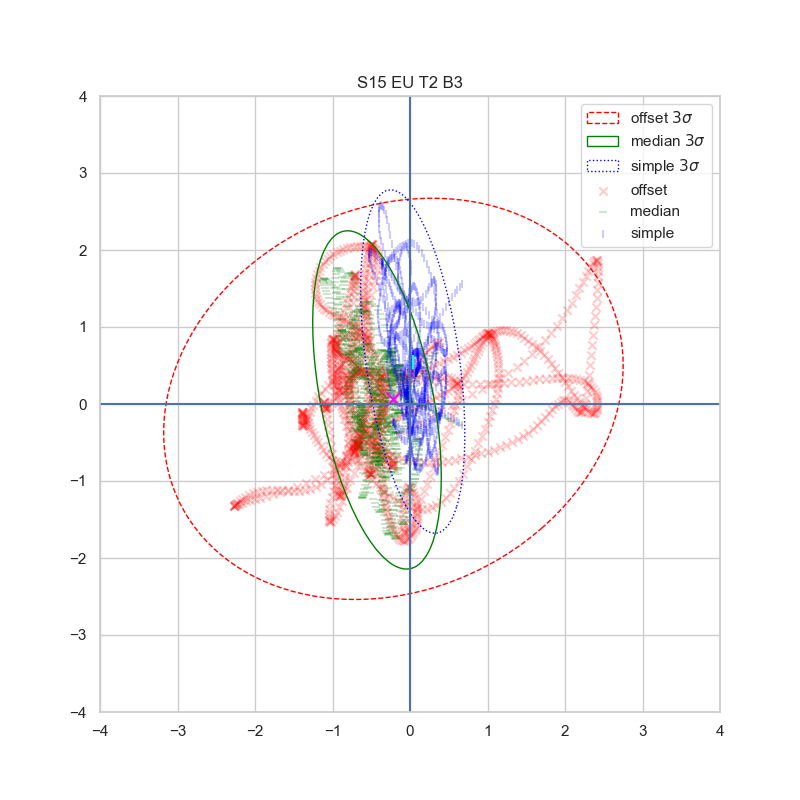 S15 EU T2 B3
4
3
2
1
0
−1
−2
−3
−4
−4 −3 −2 −1 0 1 2 3 4
offset 3σ
median 3σ
simple 3σ
offset
median
simple